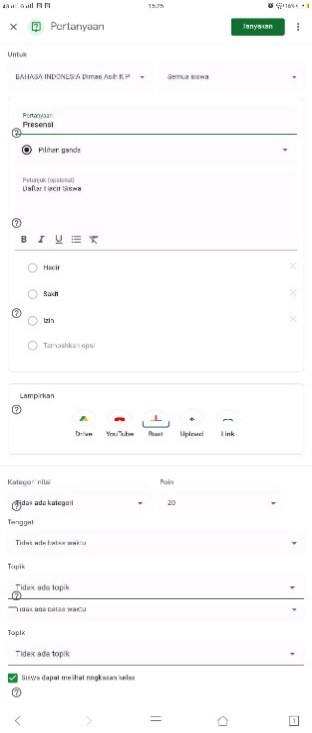 15:25
Pertanyaan
Tanyakan
Untuk
BAHASA INDONESIA Dimas Asih K P
Semua siswa
Pertanyaan
Presensi
Pilihan ganda
Petunjuk (opsional)
Daftar Hadir Siswa
B I U
Hadir
Sakit
Izin
Tambahkan opsi
Lampirkan
Drive YouTube Buat Upload Link
Kategori nilai
Poin
Tidak ada kategori
20
Tenggat
Tidak ada batas waktu
Topik
Tidak ada topik
Tidak ada batas waktu
Topik
Tidak ada topik
Siswa dapat melihat ringkasan kelas
1